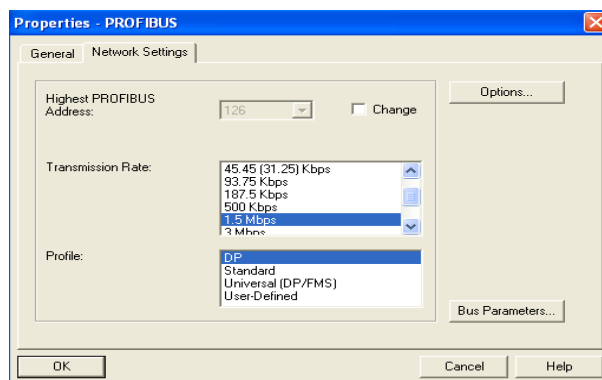 Properties - PROFIBUS
General
Network Settings
Highest PROFIBUS
Address:
126
Change
Options...
Transmission Rate:
45.45 (31.25) Kbps
93.75 Kbps
187.5 Kbps
500 Kbps
1.5 Mbps
3 Mbps
Profile:
DP
Standard
Universal (DP/FMS)
User-Defined
Bus Parameters...
OK
Cancel
Help